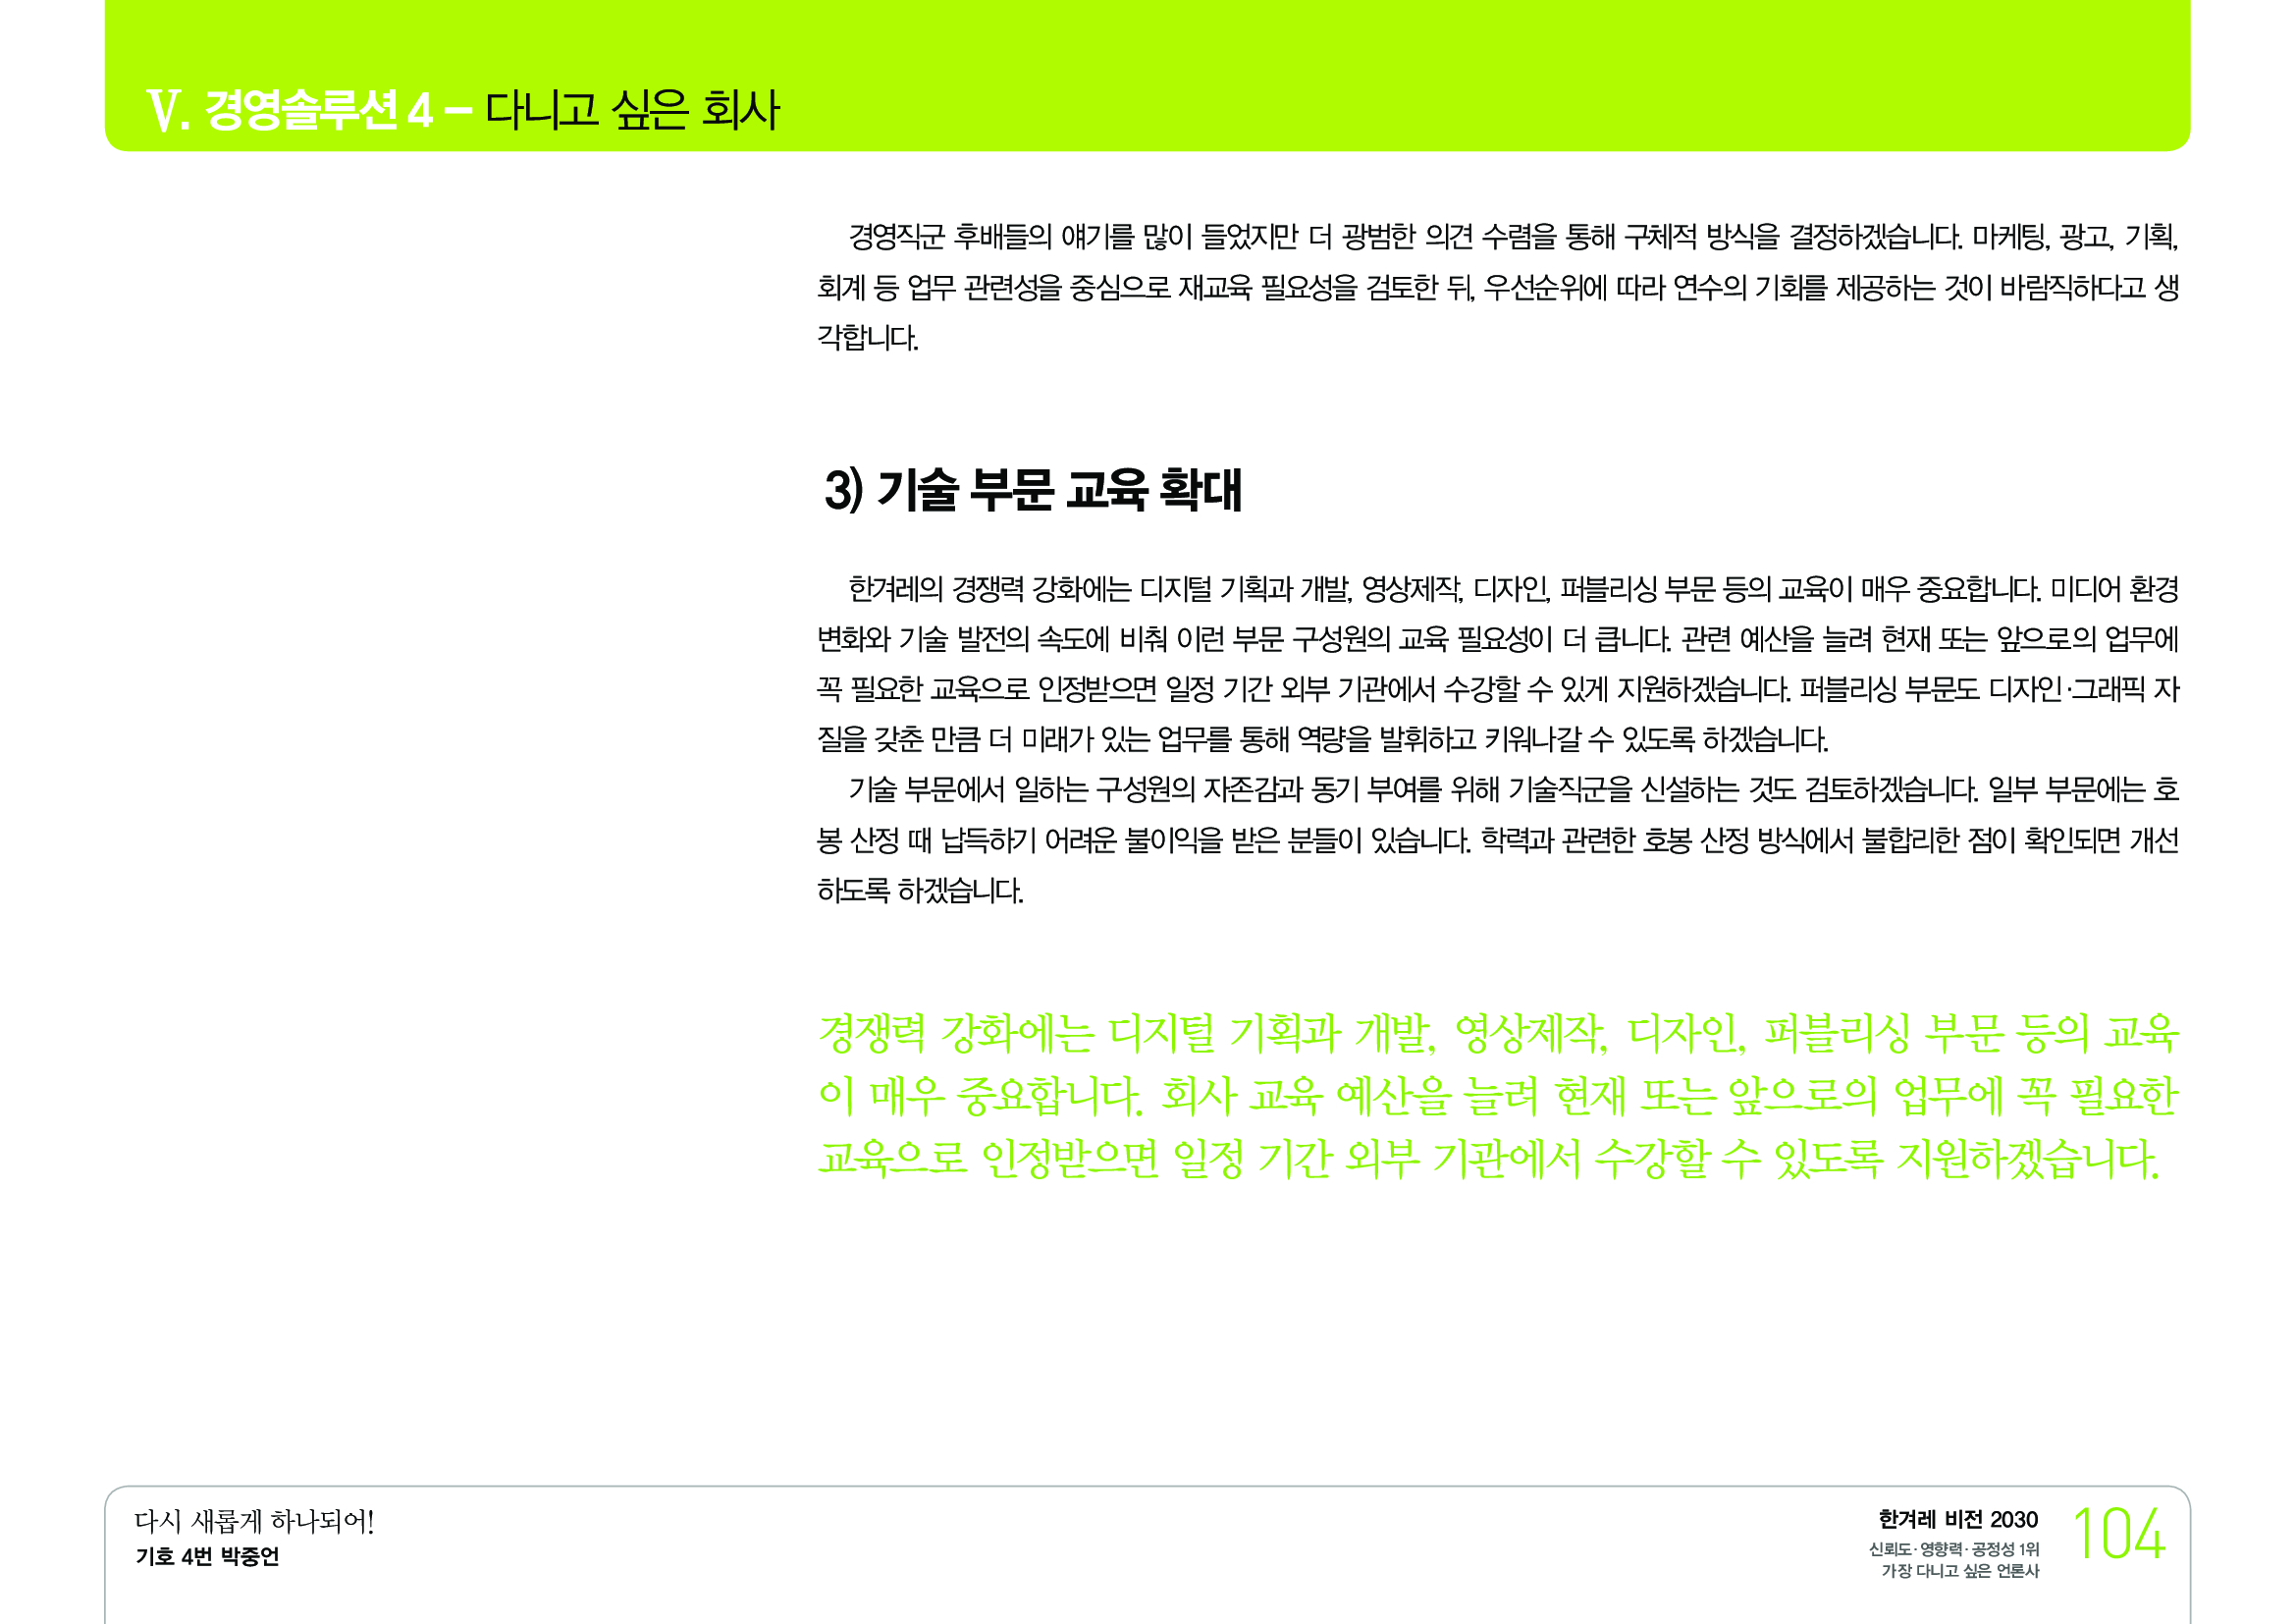 V. 경영솔루션 4 – 다니고 싶은 회사
경영직군 후배들의 얘기를 많이 들었지만 더 광범한 의견 수렴을 통해 구체적 방식을 결정하겠습니다. 마케팅, 광고, 기획,
회계 등 업무 관련성을 중심으로 재교육 필요성을 검토한 뒤, 우선순위에 따라 연수의 기회를 제공하는 것이 바람직하다고 생
각합니다.
3) 기술 부문 교육 확대
한겨레의 경쟁력 강화에는 디지털 기획과 개발, 영상제작, 디자인, 퍼블리싱 부문 등의 교육이 매우 중요합니다. 미디어 환경
변화와 기술 발전의 속도에 비춰 이런 부문 구성원의 교육 필요성이 더 큽니다. 관련 예산을 늘려 현재 또는 앞으로의 업무에
꼭 필요한 교육으로 인정받으면 일정 기간 외부 기관에서 수강할 수 있게 지원하겠습니다. 퍼블리싱 부문도 디자인·그래픽 자
질을 갖춘 만큼 더 미래가 있는 업무를 통해 역량을 발휘하고 키워나갈 수 있도록 하겠습니다.
기술 부문에서 일하는 구성원의 자존감과 동기 부여를 위해 기술직군을 신설하는 것도 검토하겠습니다. 일부 부문에는 호
봉 산정 때 납득하기 어려운 불이익을 받은 분들이 있습니다. 학력과 관련한 호봉 산정 방식에서 불합리한 점이 확인되면 개선
하도록 하겠습니다.
경쟁력 강화에는 디지털 기획과 개발, 영상제작, 디자인, 퍼블리싱 부문 등의 교육
이 매우 중요합니다. 회사 교육 예산을 늘려 현재 또는 앞으로의 업무에 꼭 필요한
교육으로 인정받으면 일정 기간 외부 기관에서 수강할 수 있도록 지원하겠습니다.
다시 새롭게 하나되어!
기호 4번 박중언
한겨레 비전 2030
신뢰도·영향력·공정성 1위
가장 다니고 싶은 언론사
104